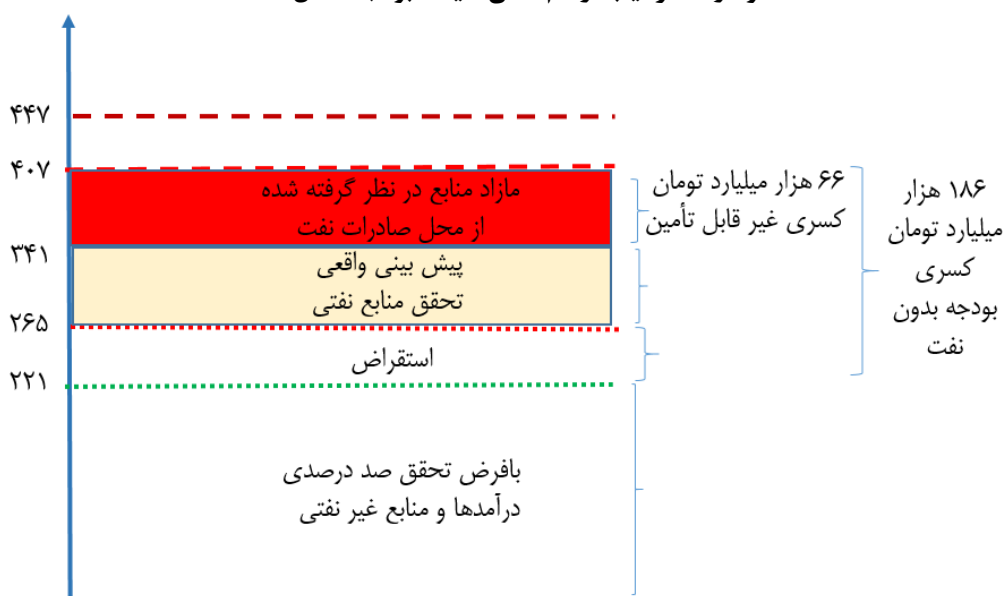 ۴۴۷
۴۰۷
۳۴۱
۲۶۵
۲۲۱
مازاد منابع در نظر گرفته شده
از محل صادرات نفت
پیش بینی واقعی
تحقق منابع نفتی
استقراض
بافرض تحقق صد درصدی
درآمدها و منابع غیر نفتی
۶۶ هزار میلیارد تومان
کسری غیر قابل تأمین
۱۸۶ هزار
میلیارد تومان
کسری
بودجه بدون
نفت